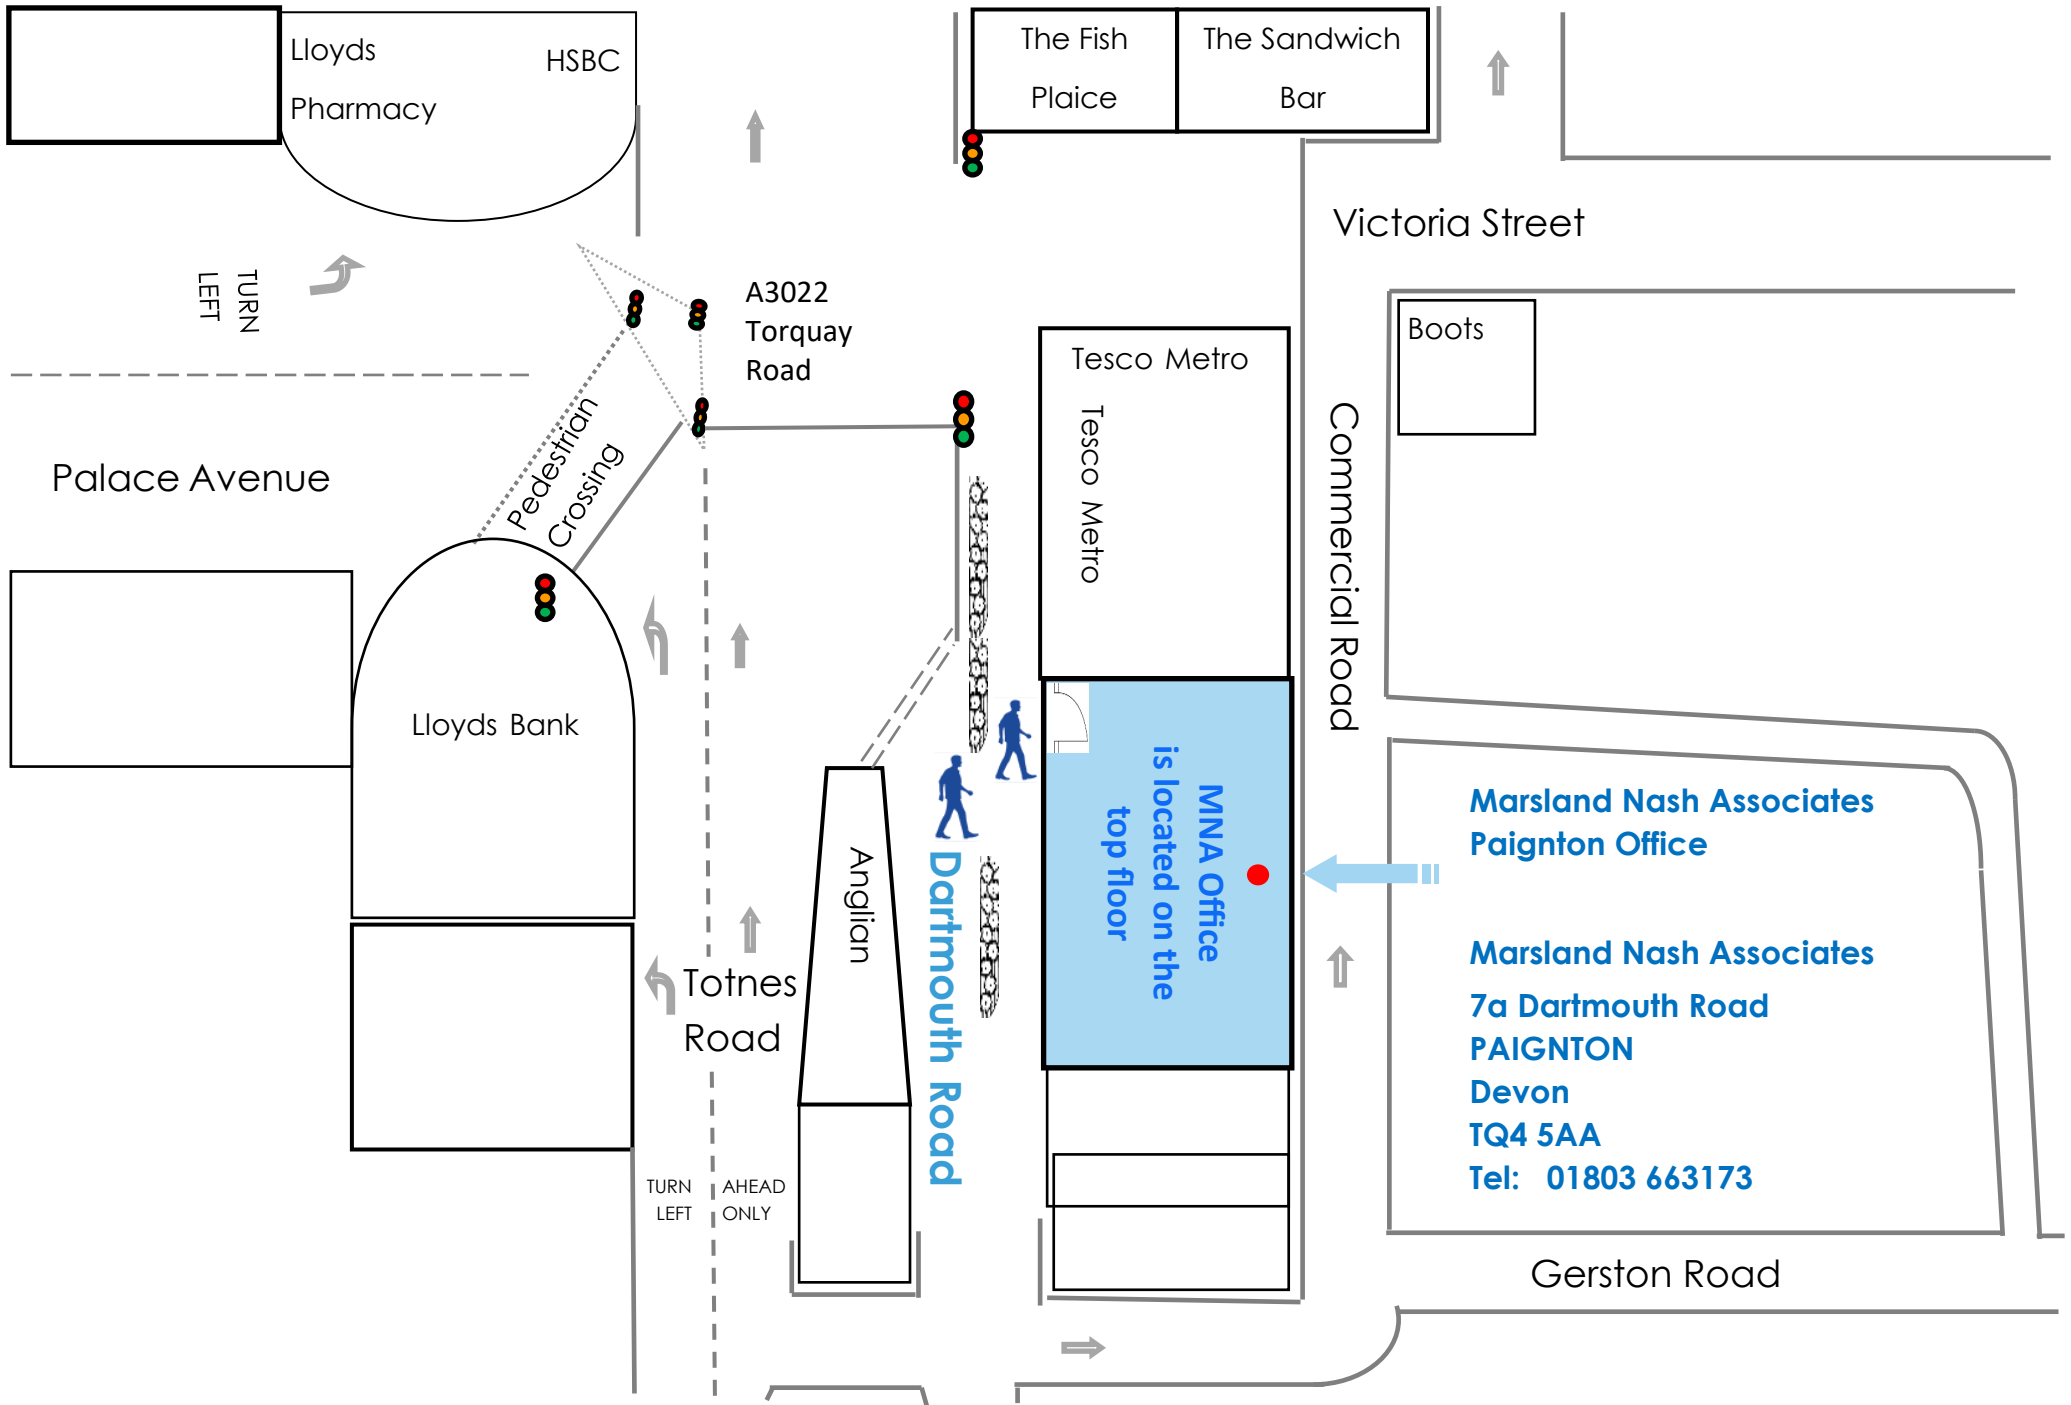 Lloyds
Pharmacy
HSBC
The Fish
Plaice
The Sandwich
Bar
Victoria Street
TURN
LEFT
A3022
Torquay
Road
Tesco Metro
Boots
Tesco Metro
Commercial Road
Pedestrian
Crossing
Palace Avenue
Lloyds Bank
MNA Office
is located on the
top floor
Marsland Nash Associates
Paignton Office
Anglian
Dartmouth Road
Totnes
Road
Marsland Nash Associates
7a Dartmouth Road
PAIGNTON
Devon
TQ4 5AA
Tel: 01803 663173
TURN
LEFT
AHEAD
ONLY
Gerston Road